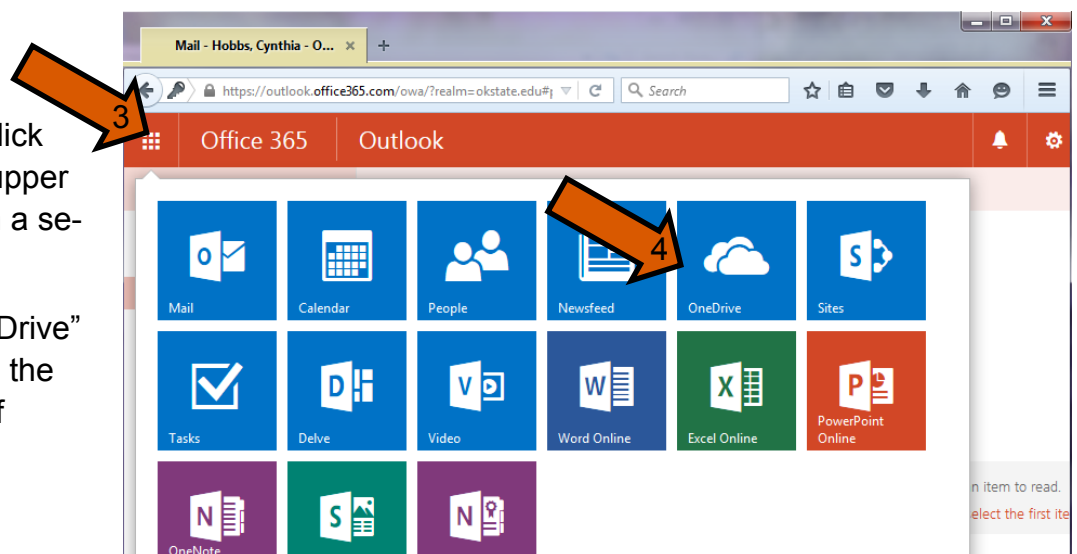 Mail - Hobbs, Cynthia - O...
https://outlook.office365.com/owa/?realm=okstate.edu#
Search
3
lick
Office 365
Outlook
upper
a se-
4
O
S
Mail
Calendar
People
Newsfeed
OneDrive
Sites
Drive”
the
f
D
V
W
X
P
Tasks
Delve
Video
Word Online
Excel Online
PowerPoint
Online
N
S
N
OneNote
n item to read.
elect the first ite